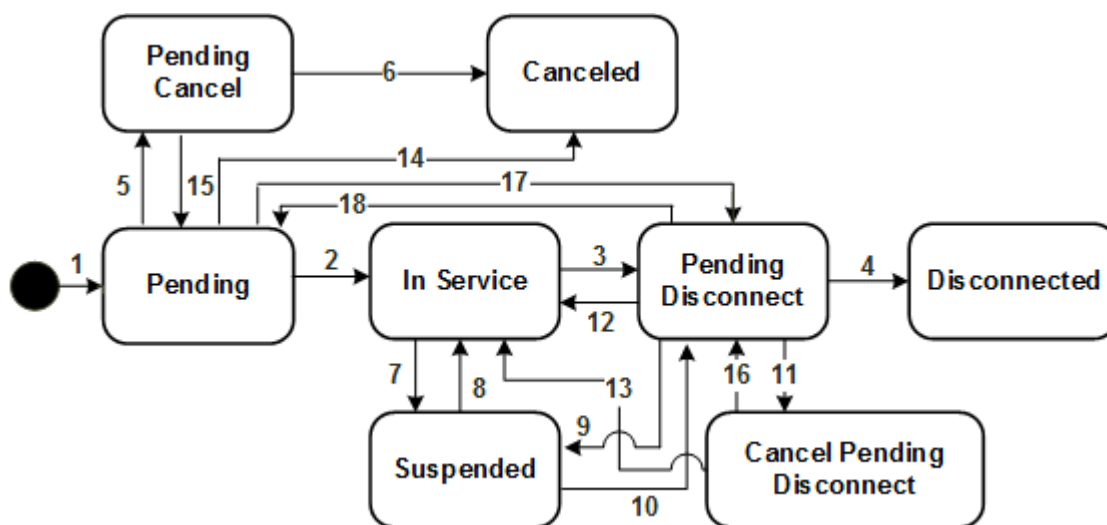 Pending
Cancel
6
Canceled
5
15
14
17
18
1
Pending
2
In Service
3
12
Pending
Disconnect
4
Disconnected
7
8
13
16
11
9
Suspended
10
Cancel Pending
Disconnect